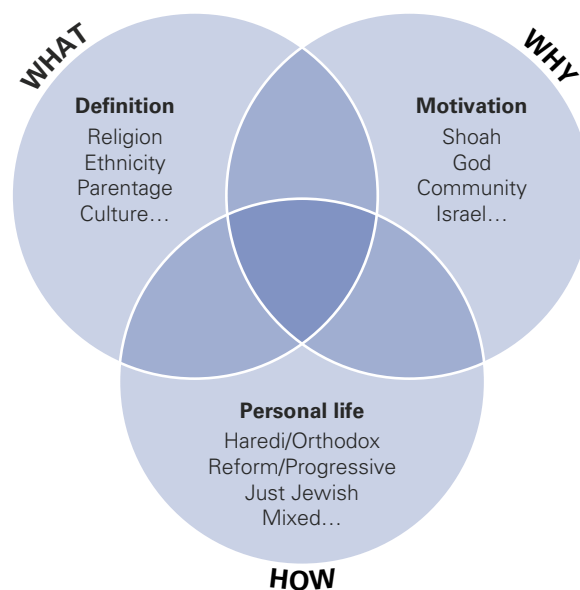 WHAT
Definition
Religion
Ethnicity
Parentage
Culture…
WHY
Motivation
Shoah
God
Community
Israel…
Personal life
Haredi/Orthodox
Reform/Progressive
Just Jewish
Mixed…
HOW